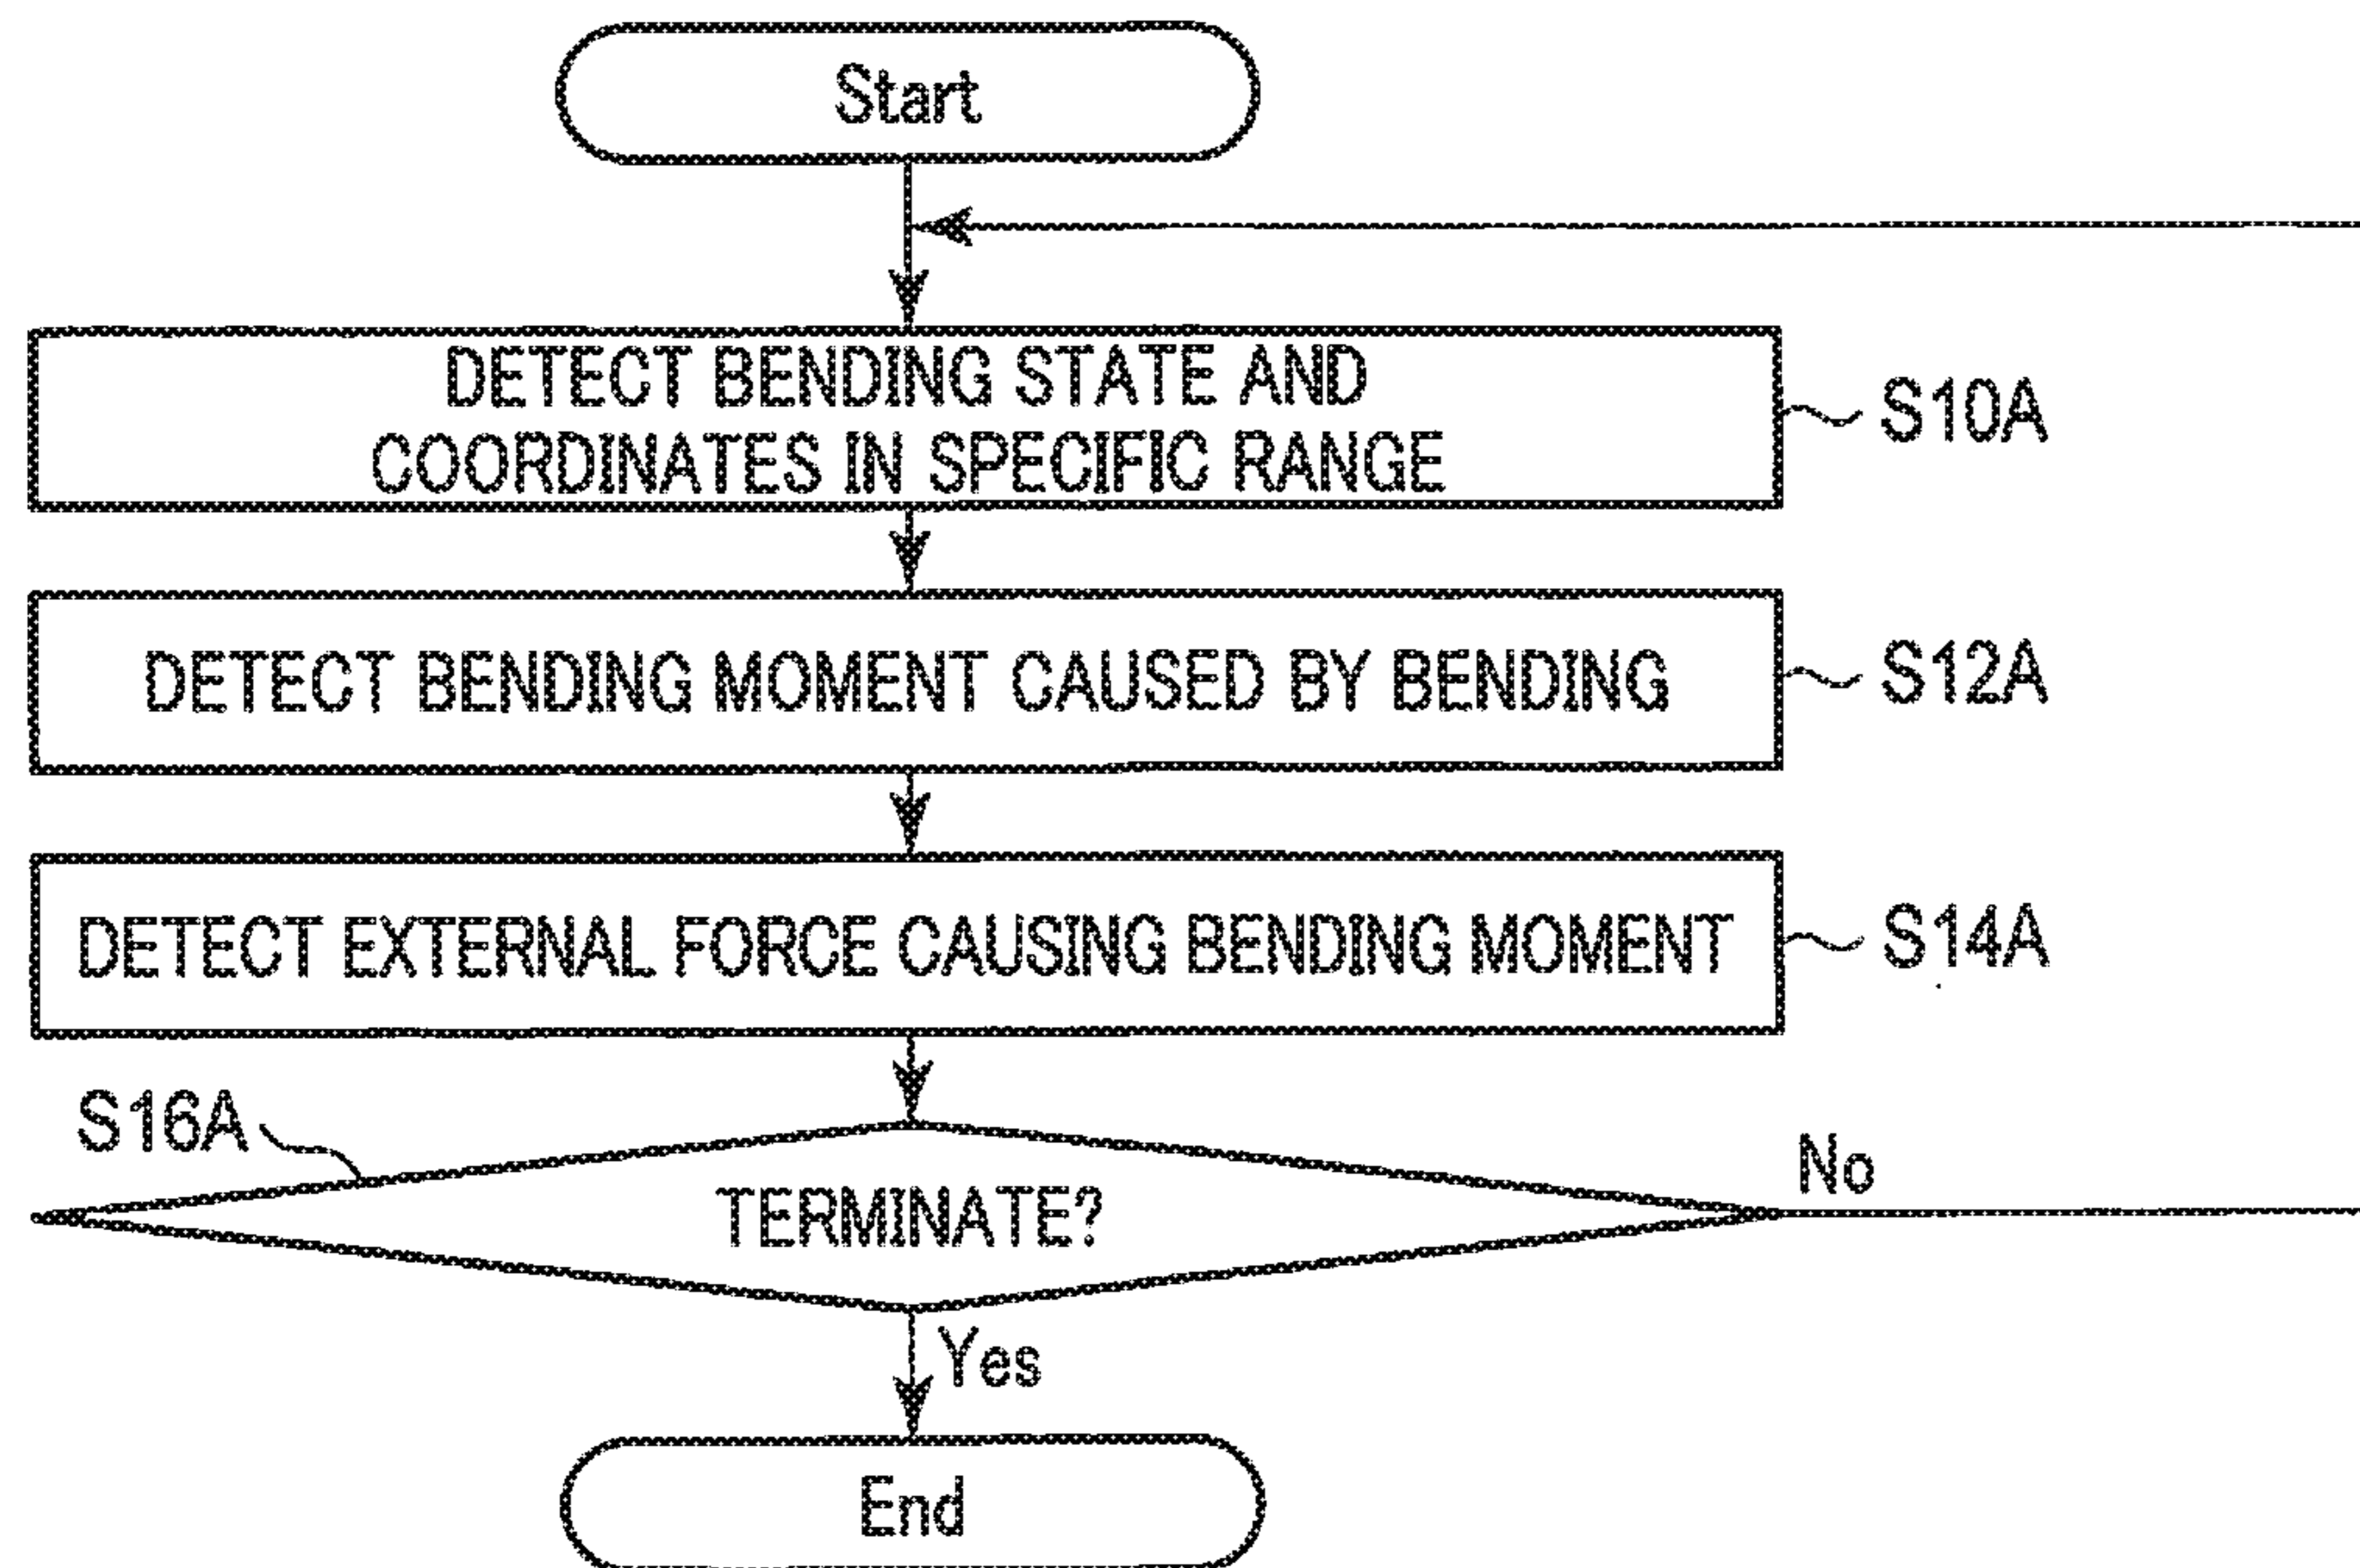 Start
DETECT BENDING STATE AND
COORDINATES IN SPECIFIC RANGE
S10A
DETECT BENDING MOMENT CAUSED BY BENDING
S12A
DETECT EXTERNAL FORCE CAUSING BENDING MOMENT
S14A
S16A
TERMINATE?
No
Yes
End